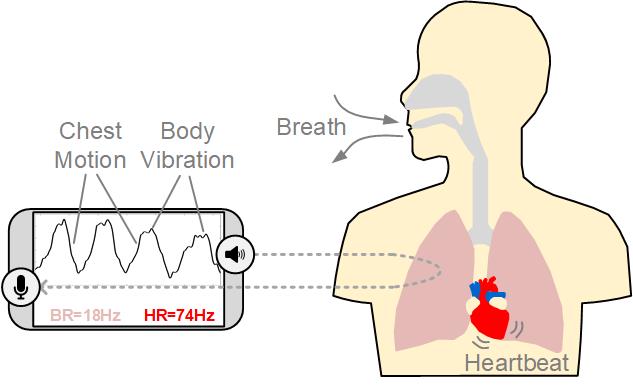 Chest
Motion
Body
Vibration
Breath
BR=18Hz
HR=74Hz
Heartbeat